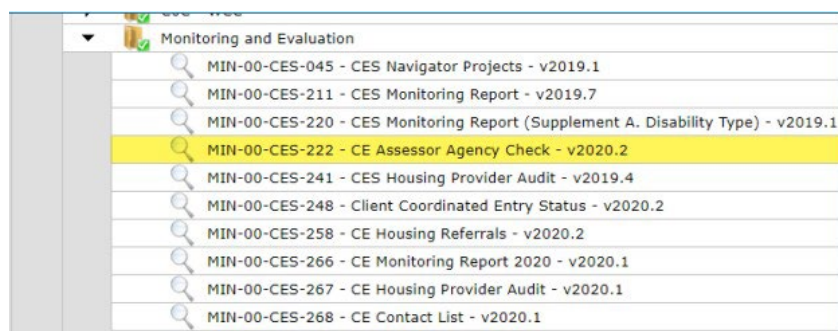 Monitoring and Evaluation
MIN-00-CES-045 - CES Navigator Projects - v2019.1
MIN-00-CES-211 - CES Monitoring Report - v2019.7
MIN-00-CES-220 - CES Monitoring Report (Supplement A. Disability Type) - v2019.1
MIN-00-CES-222 - CE Assessor Agency Check - v2020.2
MIN-00-CES-241 - CES Housing Provider Audit - v2019.4
MIN-00-CES-248 - Client Coordinated Entry Status - v2020.2
MIN-00-CES-258 - CE Housing Referrals - v2020.2
MIN-00-CES-266 - CE Monitoring Report 2020 - v2020.1
MIN-00-CES-267 - CE Housing Provider Audit - v2020.1
MIN-00-CES-268 - CE Contact List - v2020.1